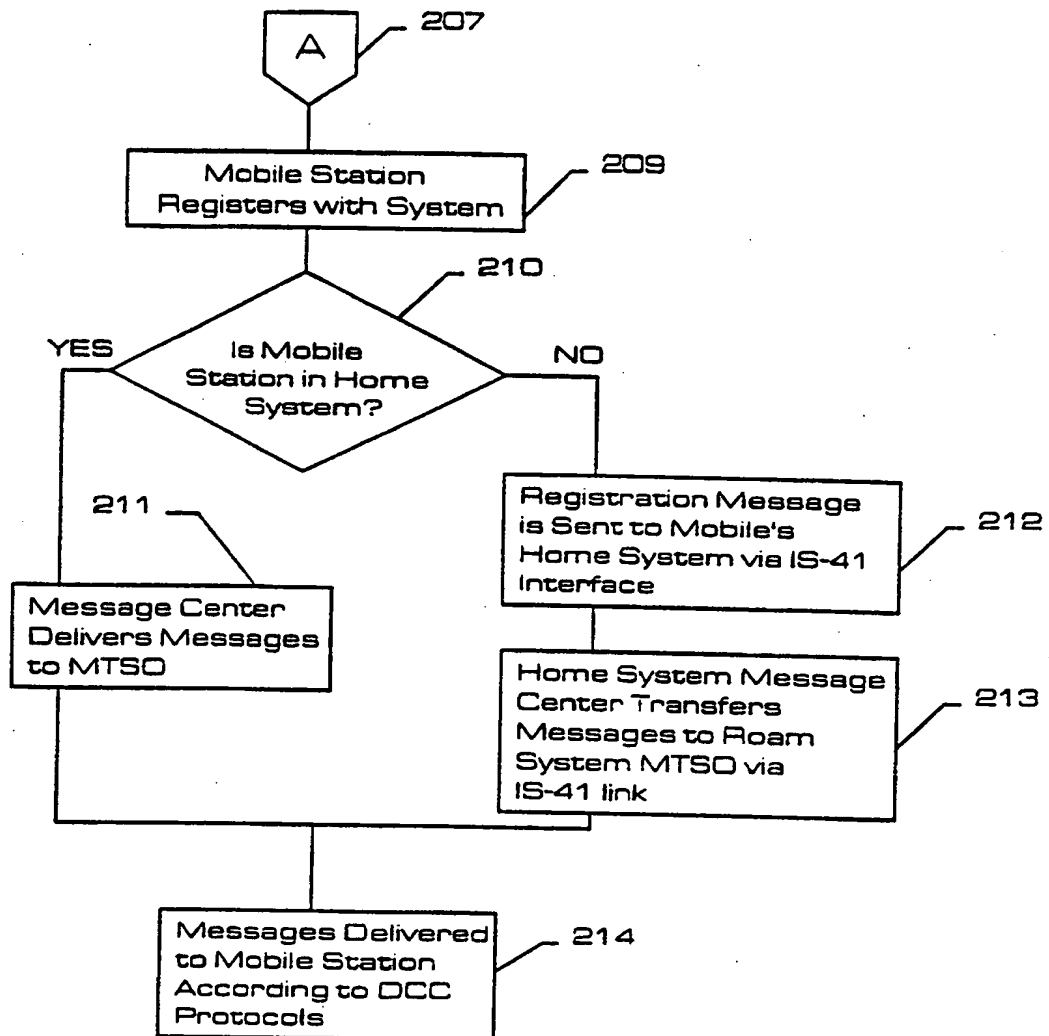 A
207
Mobile Station
Registers with System
209
210
YES
Is Mobile
Station in Home
System?
NO
211
Registration Message
is Sent to Mobile's
Home System via IS-41
Interface
212
Message Center
Delivers Messages
to MTSO
Home System Message
Center Transfers
Messages to Roam
System MTSO via
IS-41 link
213
Messages Delivered
to Mobile Station
According to DCC
Protocols
214